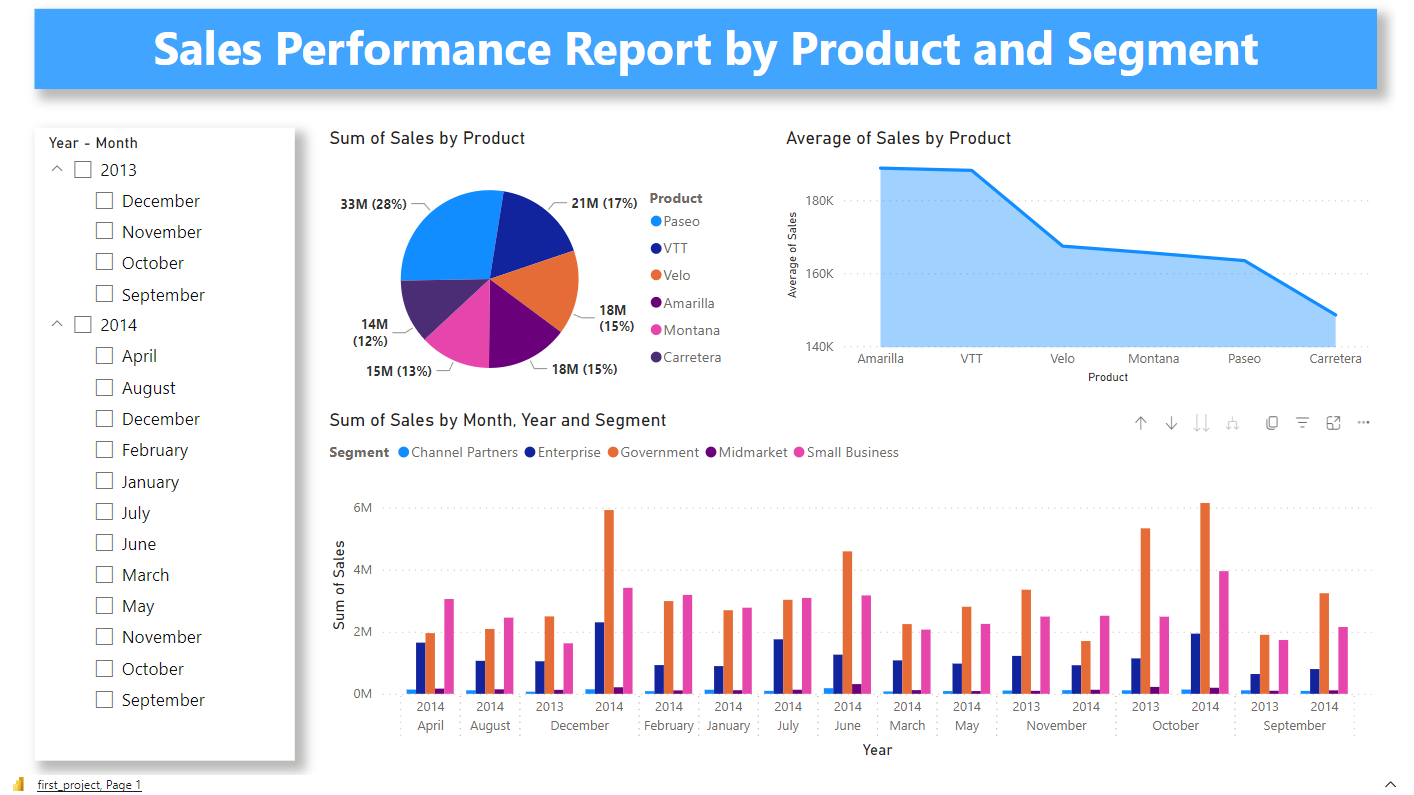 Sales Performance Report by Product and Segment
Year - Month
2013
December
November
October
September
2014
April
August
December
February
January
July
June
March
May
November
October
September
Sum of Sales by Product
33M (28%)
21M (17%)
18M
(15%)
18M (15%)
15M (13%)
14M
(12%)
Product
Paseo
VTT
Velo
Amarilla
Montana
Carretera
Average of Sales by Product
Average of Sales
180K
160K
140K
Amarilla VTT Velo Montana Paseo Carretera
Product
Sum of Sales by Month, Year and Segment
Segment Channel Partners Enterprise Government Midmarket Small Business
Sum of Sales
6M
4M
2M
0M
2014 2014 2013 2014 2014 2014 2014 2014 2014 2014 2013 2014 2013 2014 2013 2014
April August December February January July June March May November October September
Year
first_project, Page 1